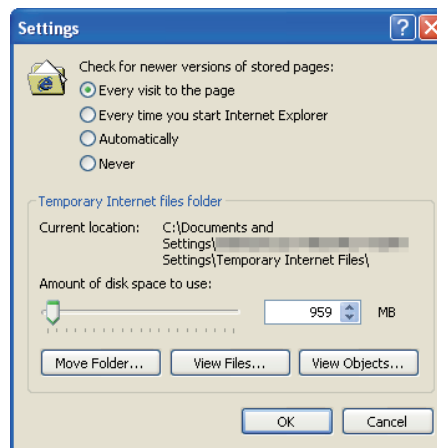 Settings
Check for newer versions of stored pages:
Every visit to the page
Every time you start Internet Explorer
Automatically
Never
Temporary Internet files folder
Current location: C:\Documents and
Settings\
Settings\Temporary Internet Files\
Amount of disk space to use:
959 MB
Move Folder... View Files... View Objects...
OK Cancel